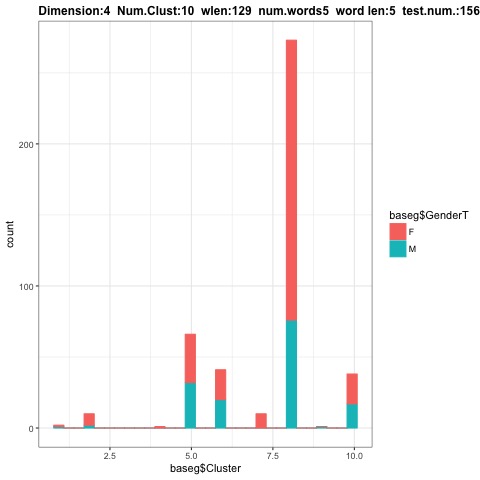 Dimension:4 Num.Clust:10 wlen:129 num.words5 word len:5 test.num.:156
200
100
0
count
2.5
5.0
7.5
10.0
baseg$Cluster
baseg$GenderT
F
M